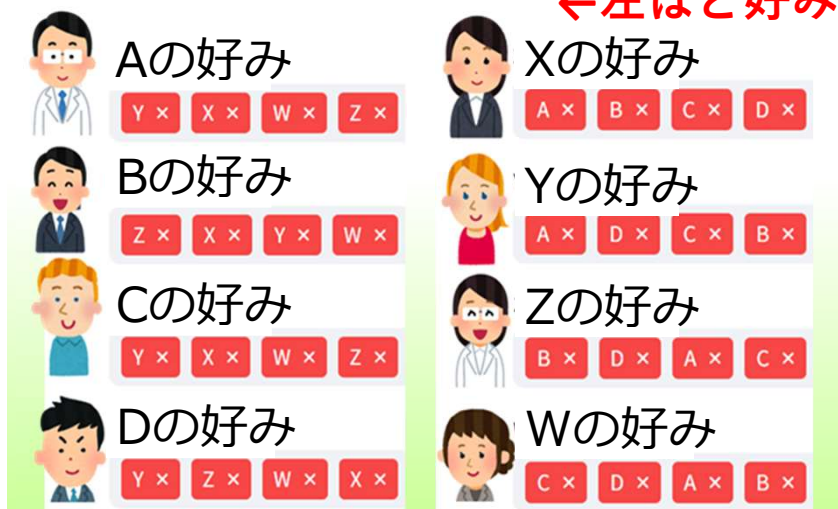 ←左ほど好み
Aの好み
Y × X × W × Z ×
Bの好み
Z × X × Y × W ×
Cの好み
Y × X × W × Z ×
Dの好み
Y × Z × W × X ×
Xの好み
A × B × C × D ×
Yの好み
A × D × C × B ×
Zの好み
B × D × A × C ×
Wの好み
C × D × A × B ×